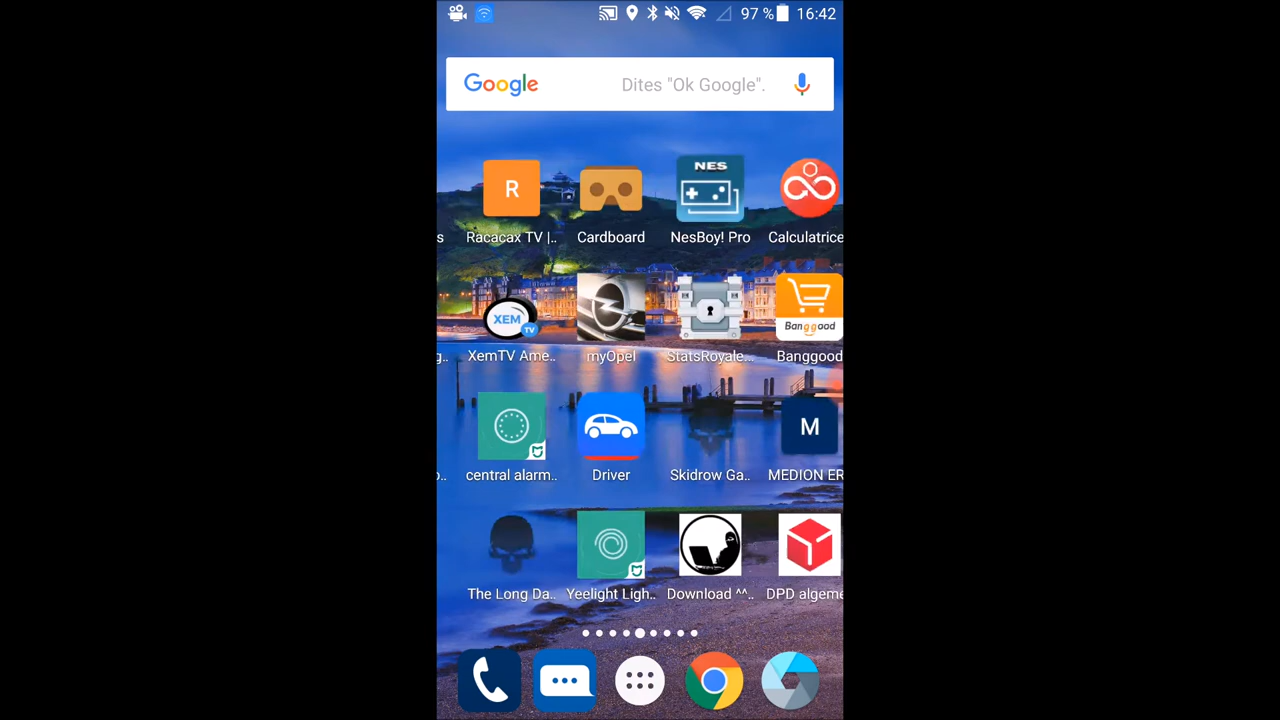 97 % 16:42
Google Dites "Ok Google".
R
NES
s Racacax TV |.. Cardboard NesBoy! Pro Calculatrice
XEM TV
Banggood
g.. XemTV Ame.. myOpel StatsRoyale... Banggood
M
o.. central alarm.. Driver Skidrow Ga.. MEDION ER
The Long Da.. Yeelight Ligh.. Download ^^.. DPD algeme